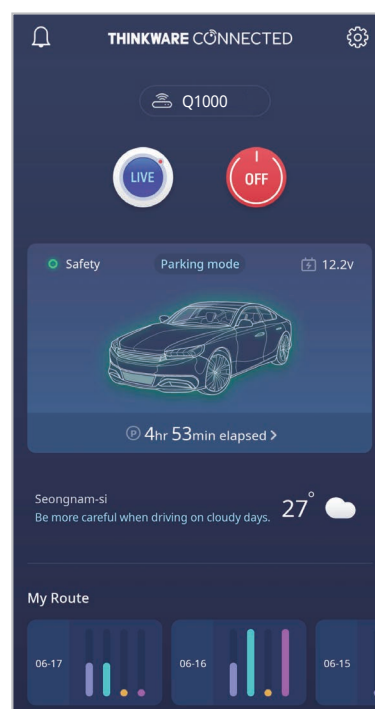 THINKWARE CONNECTED
Q1000
LIVE
OFF
Safety
Parking mode
12.2v
P 4hr 53min elapsed >
Seongnam-si
Be more careful when driving on cloudy days.
27°
My Route
06-17
06-16
06-15